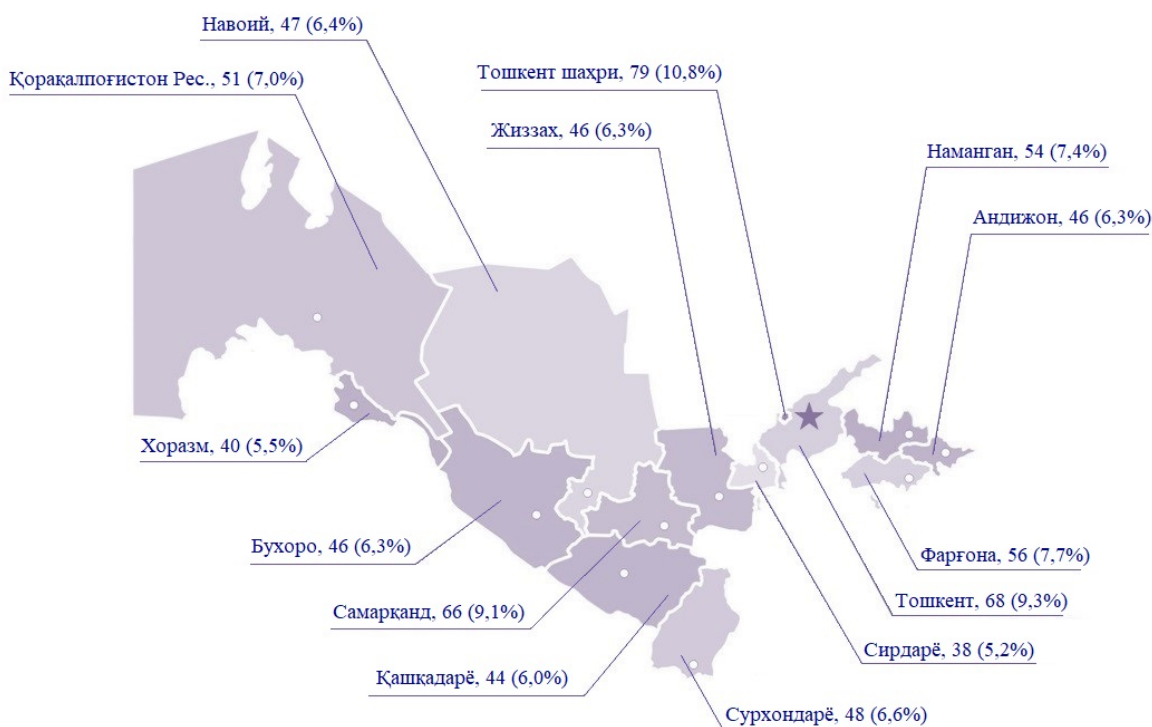 Навоий, 47 (6,4%)
Қорақалпоғистон Рес., 51 (7,0%)
Тошкент шаҳри, 79 (10,8%)
Жиззах, 46 (6,3%)
Наманган, 54 (7,4%)
Андижон, 46 (6,3%)
Хоразм, 40 (5,5%)
Бухоро, 46 (6,3%)
Фарғона, 56 (7,7%)
Самарқанд, 66 (9,1%)
Тошкент, 68 (9,3%)
Сирдарё, 38 (5,2%)
Қашқадарё, 44 (6,0%)
Сурхондарё, 48 (6,6%)